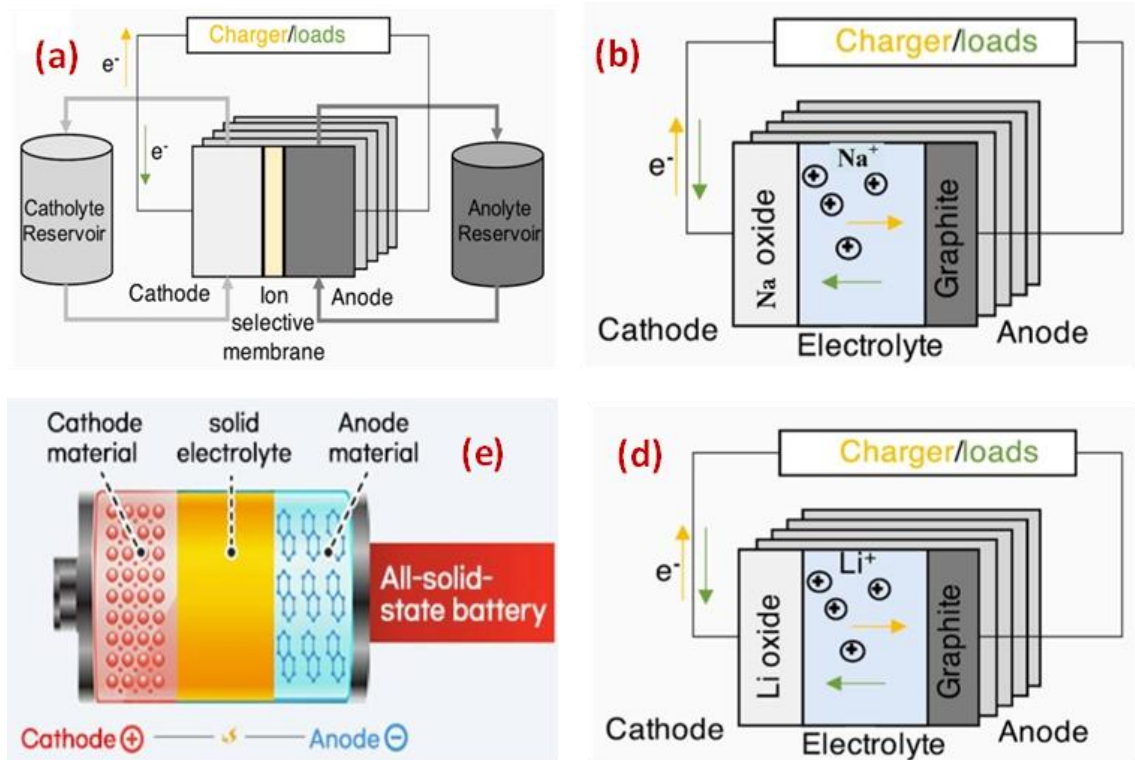 (a)
Charger/loads
e-
e-
Catholyte
Reservoir
Anolyte
Reservoir
Cathode
Ion
selective
membrane
Anode
(b)
Charger/loads
e-
Na+
Na oxide
Graphite
Cathode
Electrolyte
Anode
Cathode
material
solid
electrolyte
Anode
material
(e)
All-solid-
state battery
Cathode +
Anode -
(d)
Charger/loads
e-
Li+
Li oxide
Graphite
Cathode
Electrolyte
Anode